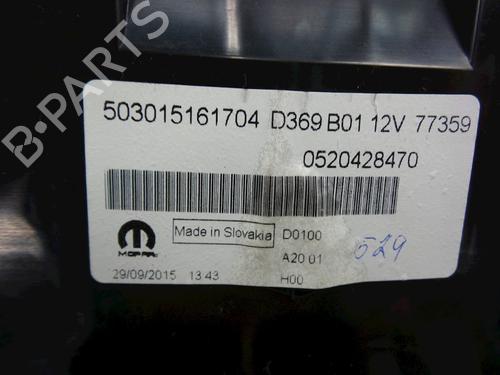 B-PARTS
503015161704 D369 B01 12V 77359
0520428470
MOPAR
Made in Slovakia
D0100
A20 01
529
29/09/2015 13:43
H00